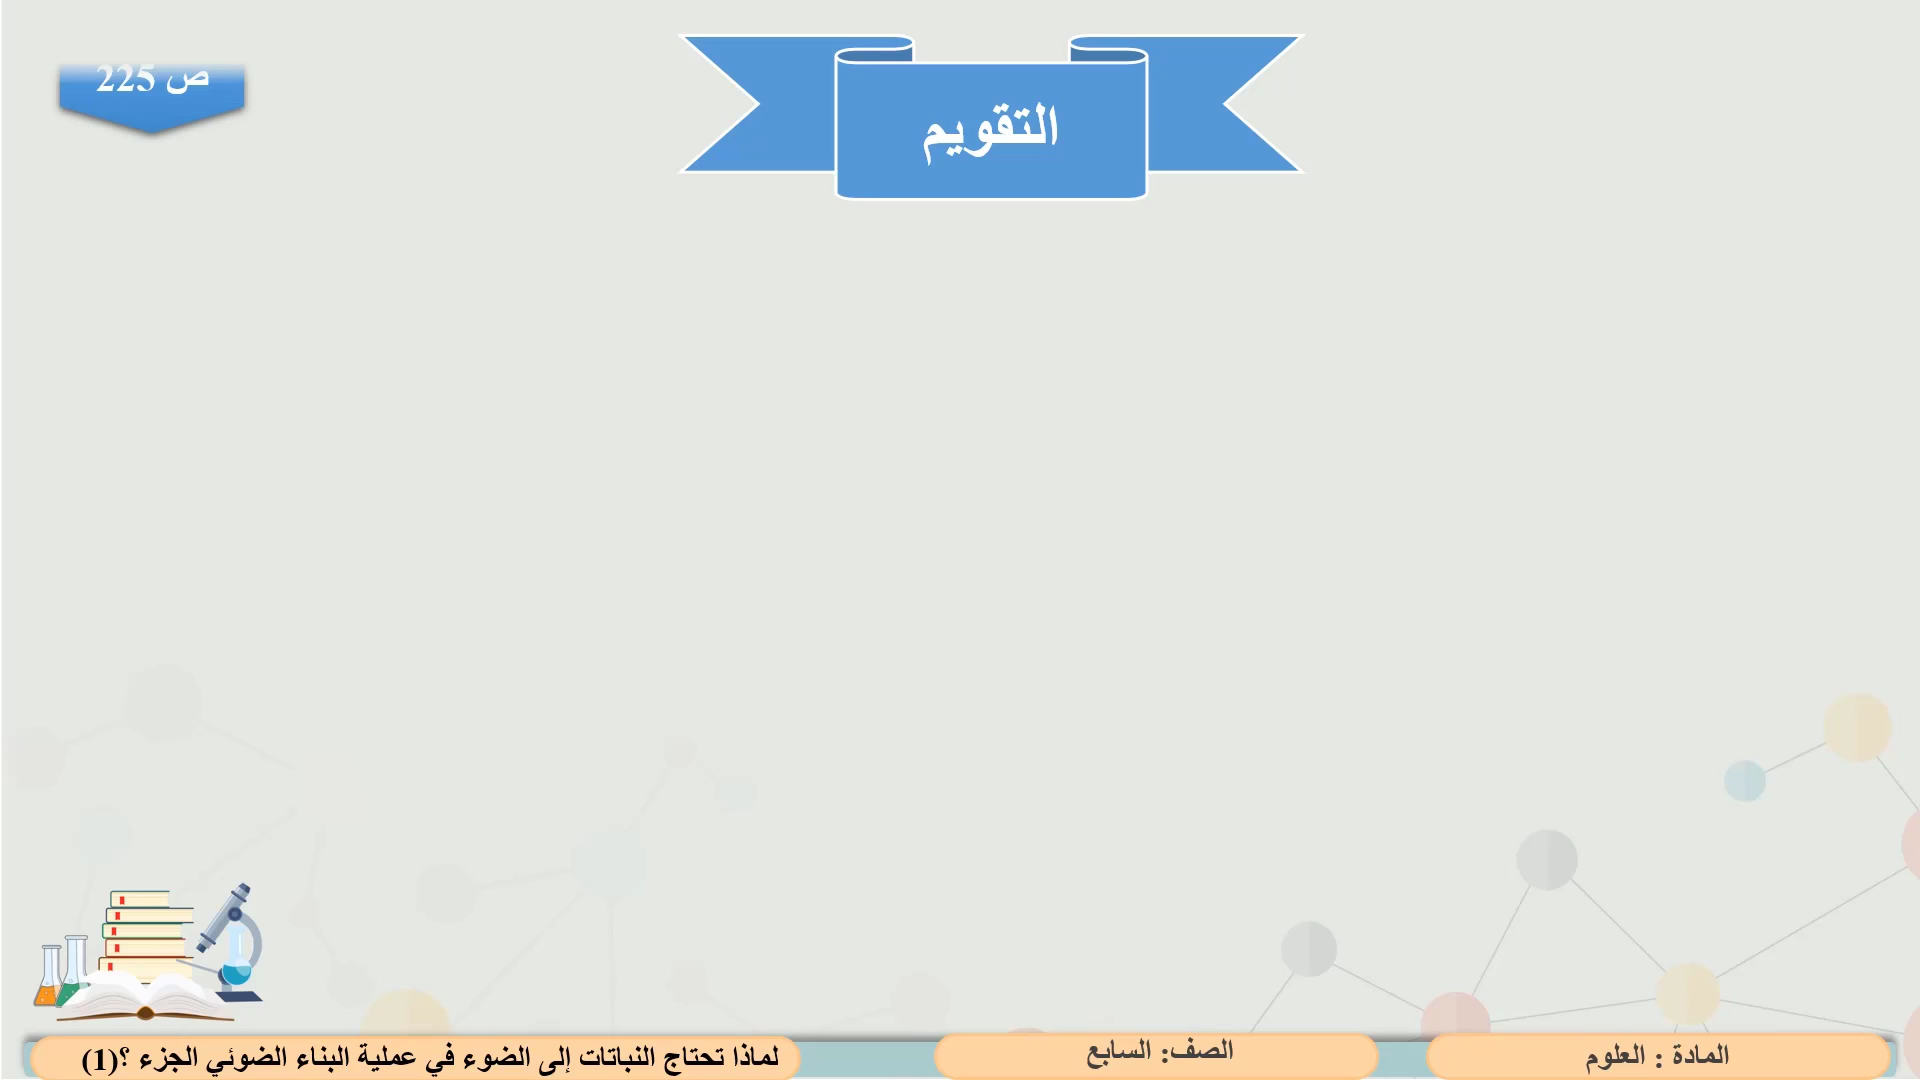 ص 225
التقويم
المادة : العلوم
الصف: السابع
لماذا تحتاج النباتات إلى الضوء في عملية البناء الضوئي الجزء ؟(1)